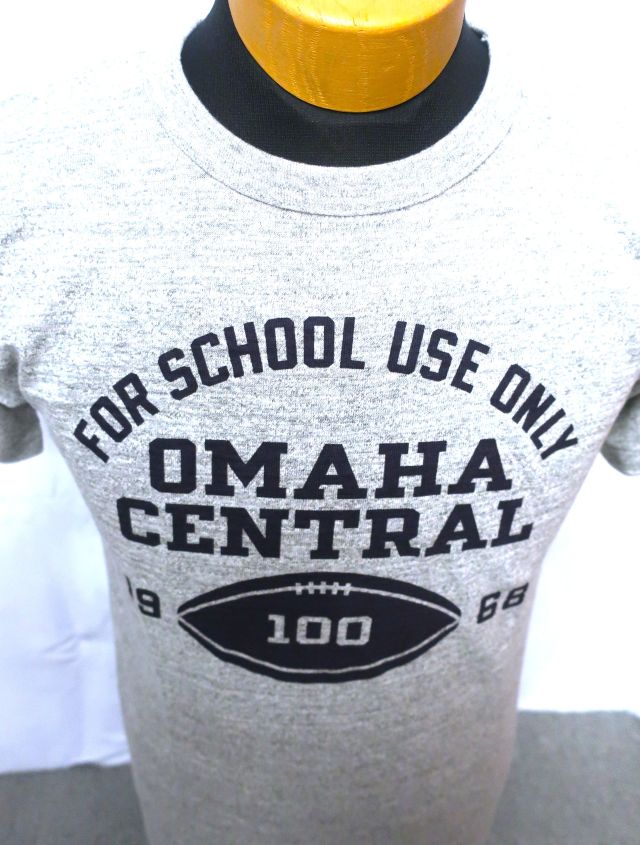 FOR SCHOOL USE ONLY
OMAHA
CENTRAL
19 100 68